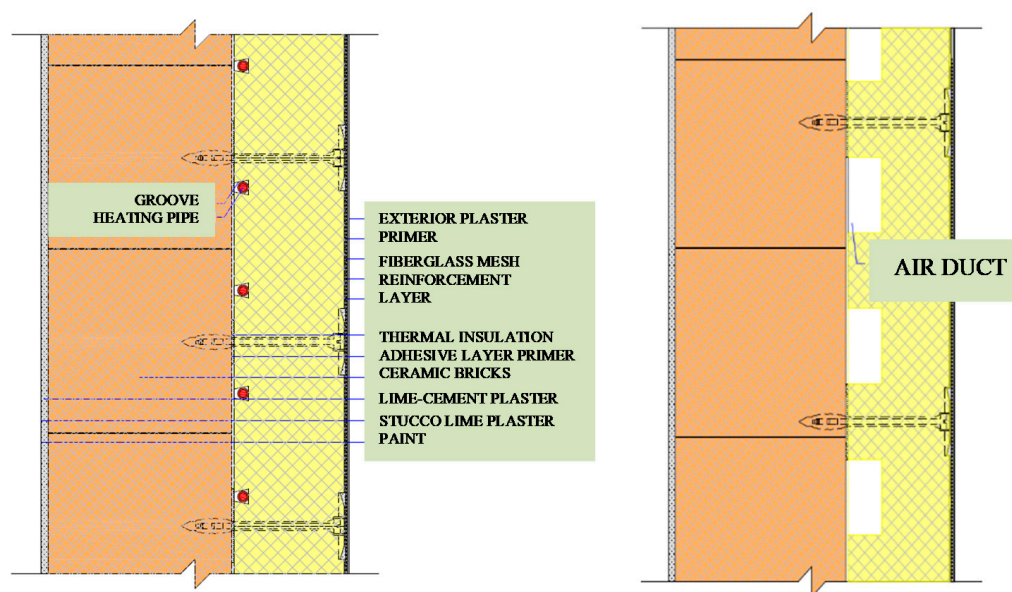 GROOVE
HEATING PIPE
EXTERIOR PLASTER
PRIMER
FIBERGLASS MESH
REINFORCEMENT
LAYER
THERMAL INSULATION
ADHESIVE LAYER PRIMER
CERAMIC BRICKS
LIME-CEMENT PLASTER
STUCCO LIME PLASTER
PAINT
AIR DUCT